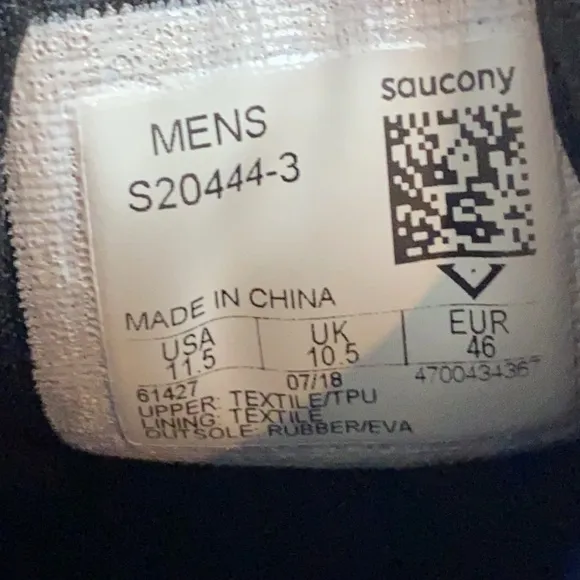 saucony
MENS
S20444-3
MADE IN CHINA
USA UK EUR
11.5 10.5 46
61427 07/18 4700434367
UPPER: TEXTILE/TPU
LINING: TEXTILE
OUTSOLE: RUBBER/EVA